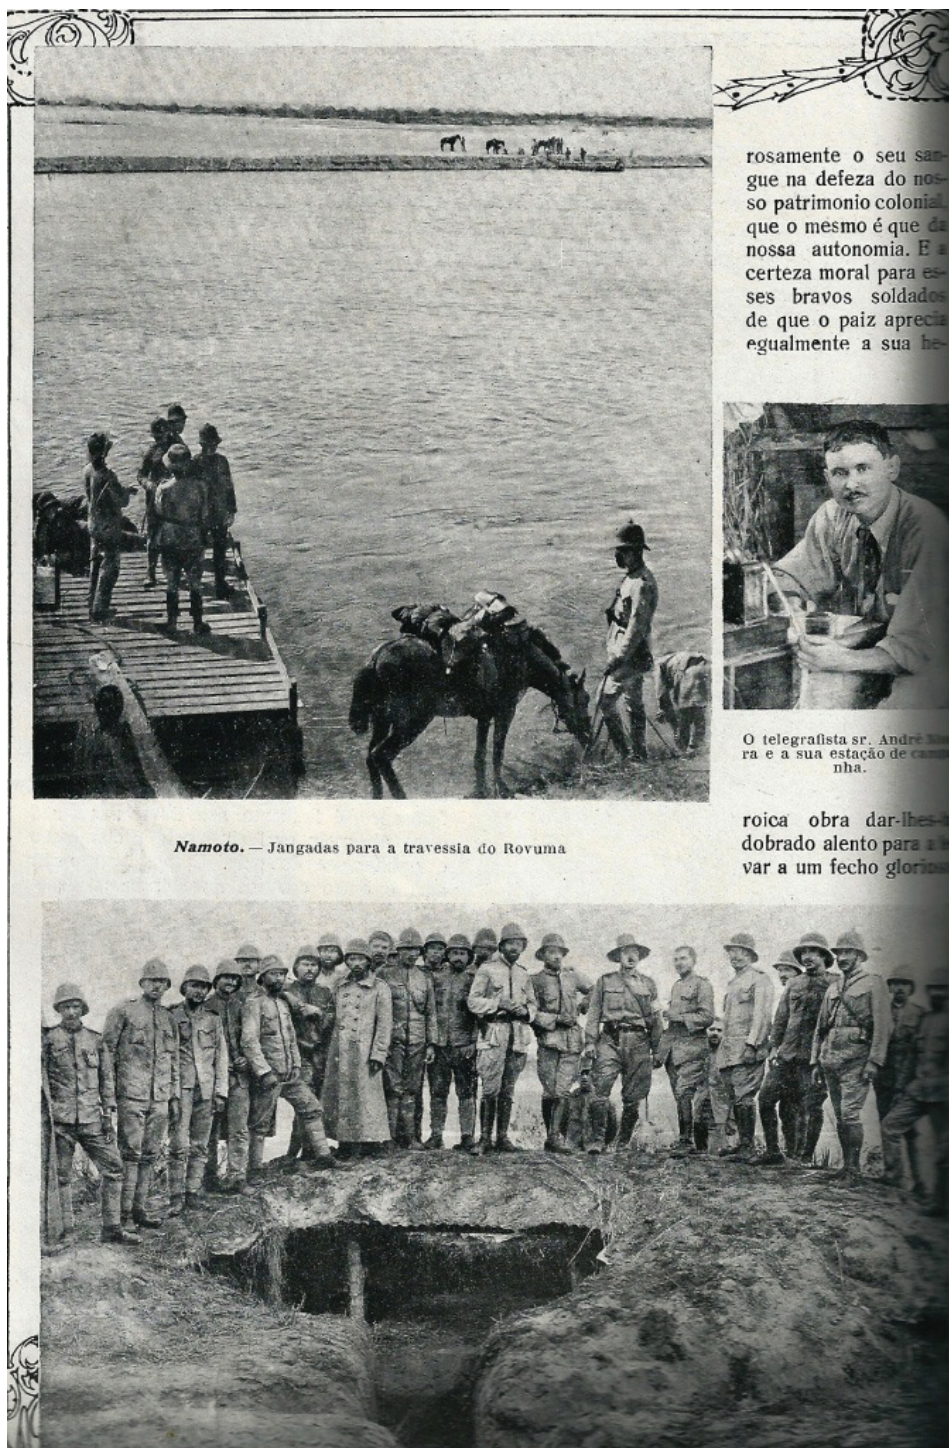 rosamente o seu san-
gue na defeza do nos-
so patrimonio colonial,
que o mesmo é que da
nossa autonomia. E a
certeza moral para es-
ses bravos soldados
de que o paiz aprecia
egualmente a sua he-
O telegrafista sr. André
ra e a sua estação de campa-
nha.
roica obra dar-lhes-á
dobrado alento para
var a um fecho glorioso
Namoto. — Jangadas para a travessia do Rovuma